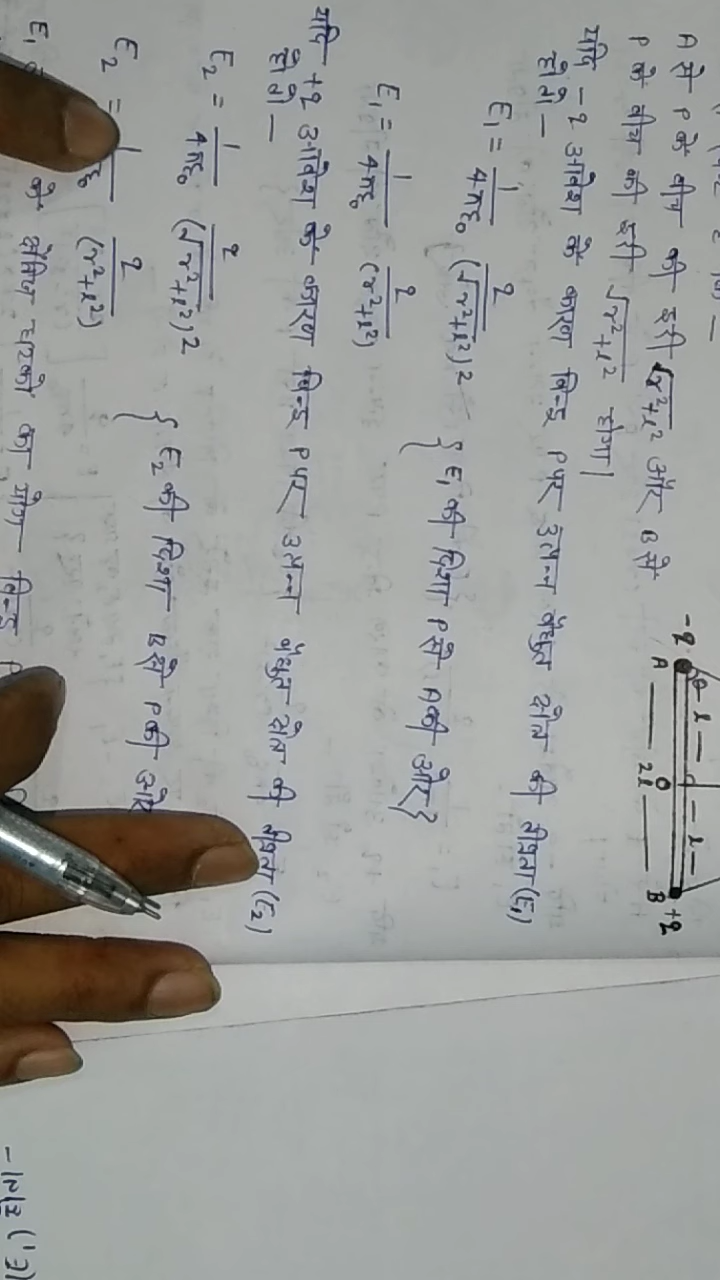 A से P के बीच की दूरी √r²+l² और B से
P के बीच की दूरी √r²+l² होगा।
यदि -q आवेश के कारण बिन्दु P पर उत्पन्न वैधुत क्षेत्र की तीव्रता (E₁)
होगी —
E₁ = 1/4πε₀ q/(√r²+l²)²
E₁ = 1/4πε₀ q/(r²+l²) { E₁ की दिशा P से A की ओर }
यदि +q आवेश के कारण बिन्दु P पर उत्पन्न वैधुत क्षेत्र की तीव्रता (E₂)
होगी —
E₂ = 1/4πε₀ q/(√r²+l²)²
E₂ = q/(r²+l²) { E₂ की दिशा B से P की ओर
E₁ के क्षैतिज घटकों का योग बिन्दु P
-q +q
θ l l
A O B
2l